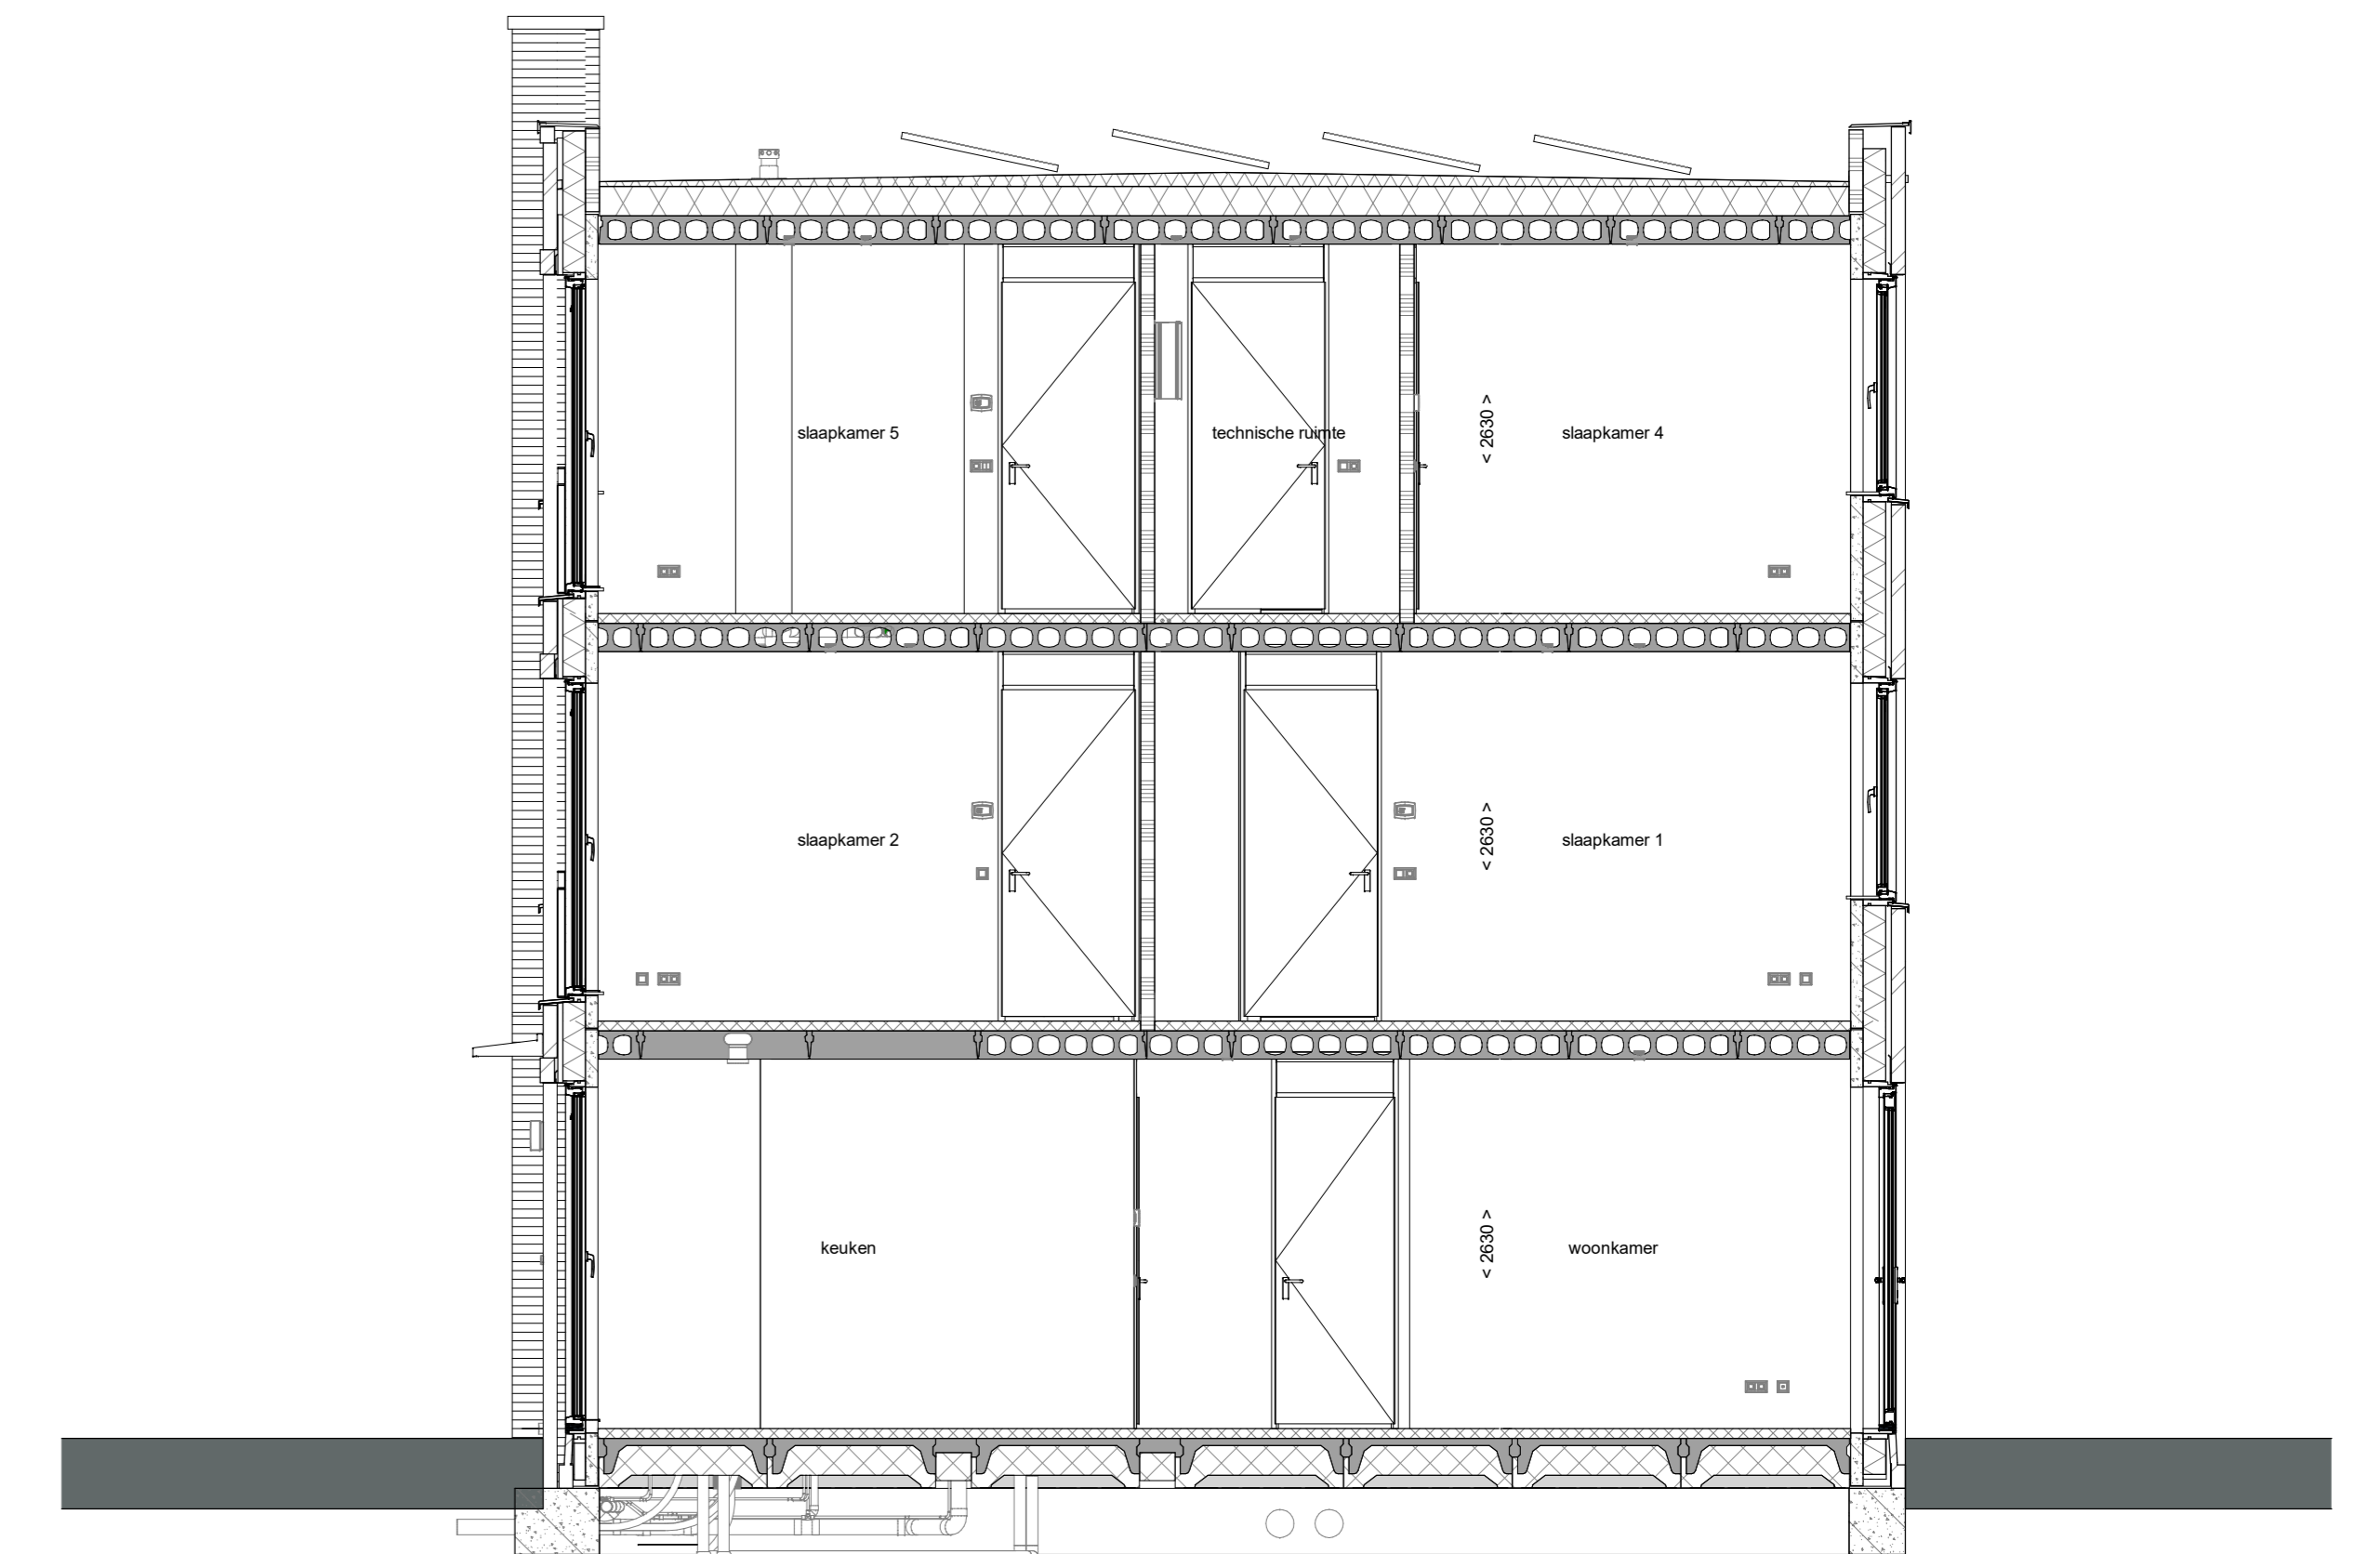 slaapkamer 5
technische ruimte
< 2630 >
slaapkamer 4
slaapkamer 2
< 2630 >
slaapkamer 1
keuken
< 2630 >
woonkamer